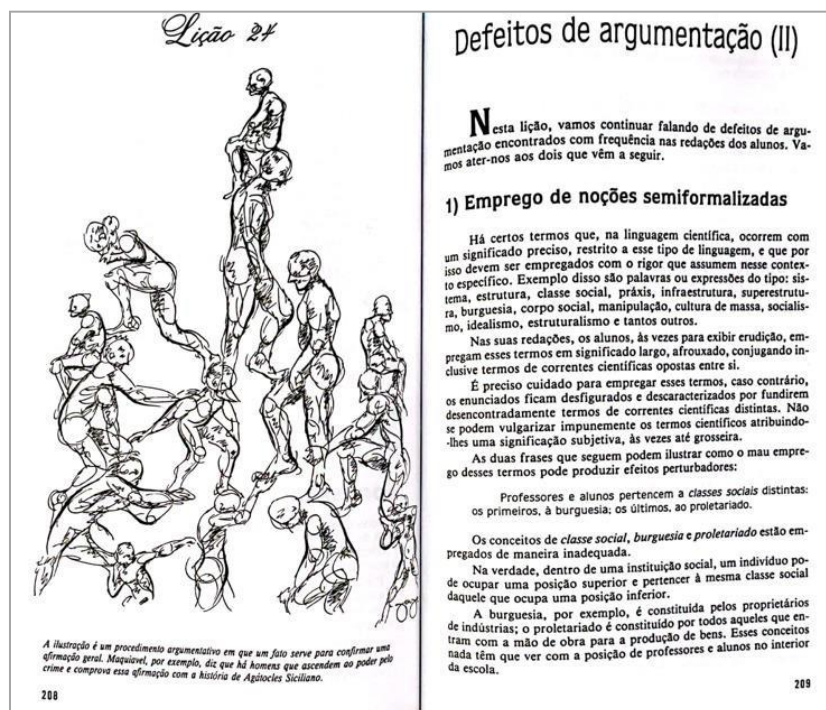 Lição 24
A ilustração é um procedimento argumentativo em que um fato serve para confirmar uma
afirmação geral. Maquiavel, por exemplo, diz que há homens que ascendem ao poder pelo
crime e comprova essa afirmação com a história de Agátocles Siciliano.
208
Defeitos de argumentação (II)
Nesta lição, vamos continuar falando de defeitos de argu-
mentação encontrados com frequência nas redações dos alunos. Va-
mos ater-nos aos dois que vêm a seguir.
1) Emprego de noções semiformalizadas
Há certos termos que, na linguagem científica, ocorrem com
um significado preciso, restrito a esse tipo de linguagem, e que por
isso devem ser empregados com o rigor que assumem nesse contex-
to específico. Exemplo disso são palavras ou expressões do tipo: sis-
tema, estrutura, classe social, práxis, infraestrutura, superestrutu-
ra, burguesia, corpo social, manipulação, cultura de massa, socialis-
mo, idealismo, estruturalismo e tantos outros.
Nas suas redações, os alunos, às vezes para exibir erudição, em-
pregam esses termos em significado largo, afrouxado, conjugando in-
clusive termos de correntes científicas opostas entre si.
É preciso cuidado para empregar esses termos, caso contrário,
os enunciados ficam desfigurados e descaracterizados por fundirem
desencontradamente termos de correntes científicas distintas. Não
se podem vulgarizar impunemente os termos científicos atribuindo-
-lhes uma significação subjetiva, às vezes até grosseira.
As duas frases que seguem podem ilustrar como o mau empre-
go desses termos pode produzir efeitos perturbadores:
Professores e alunos pertencem a classes sociais distintas:
os primeiros, à burguesia; os últimos, ao proletariado.
Os conceitos de classe social, burguesia e proletariado estão em-
pregados de maneira inadequada.
Na verdade, dentro de uma instituição social, um indivíduo po-
de ocupar uma posição superior e pertencer à mesma classe social
daquele que ocupa uma posição inferior.
A burguesia, por exemplo, é constituída pelos proprietários
de indústrias; o proletariado é constituído por todos aqueles que en-
tram com a mão de obra para a produção de bens. Esses conceitos
nada têm que ver com a posição de professores e alunos no interior
da escola.
209